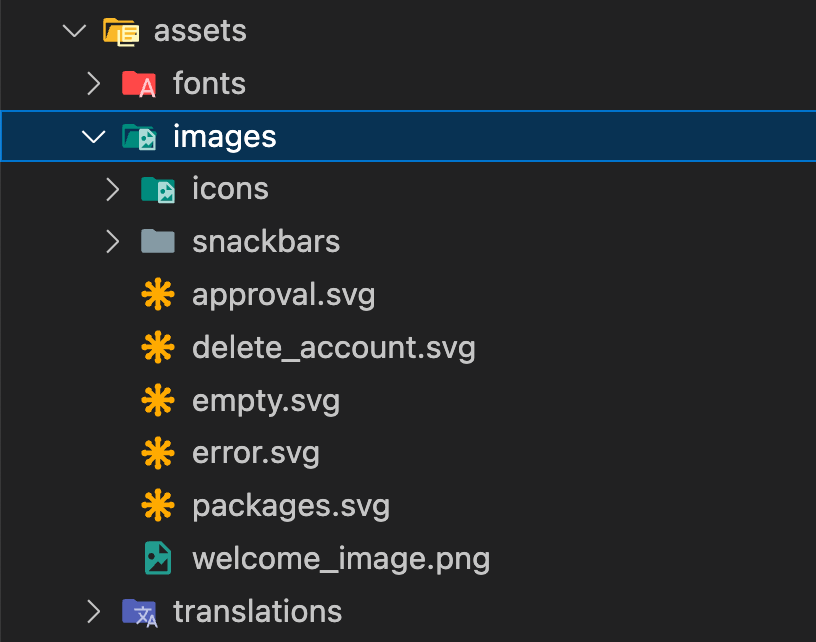 assets
fonts
images
icons
snackbars
approval.svg
delete_account.svg
empty.svg
error.svg
packages.svg
welcome_image.png
translations